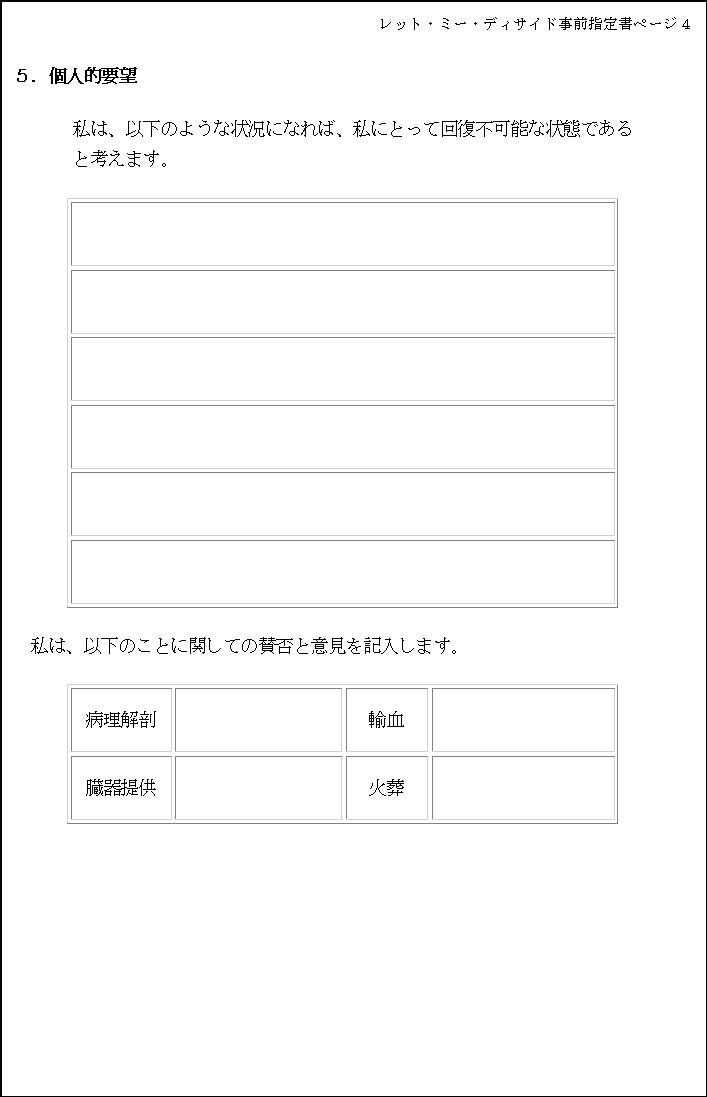 レット・ミー・ディサイド事前指定書ページ４
５．個人的要望
私は、以下のような状況になれば、私にとって回復不可能な状態である
と考えます。
私は、以下のことに関しての賛否と意見を記入します。
病理解剖 輸血
臓器提供 火葬